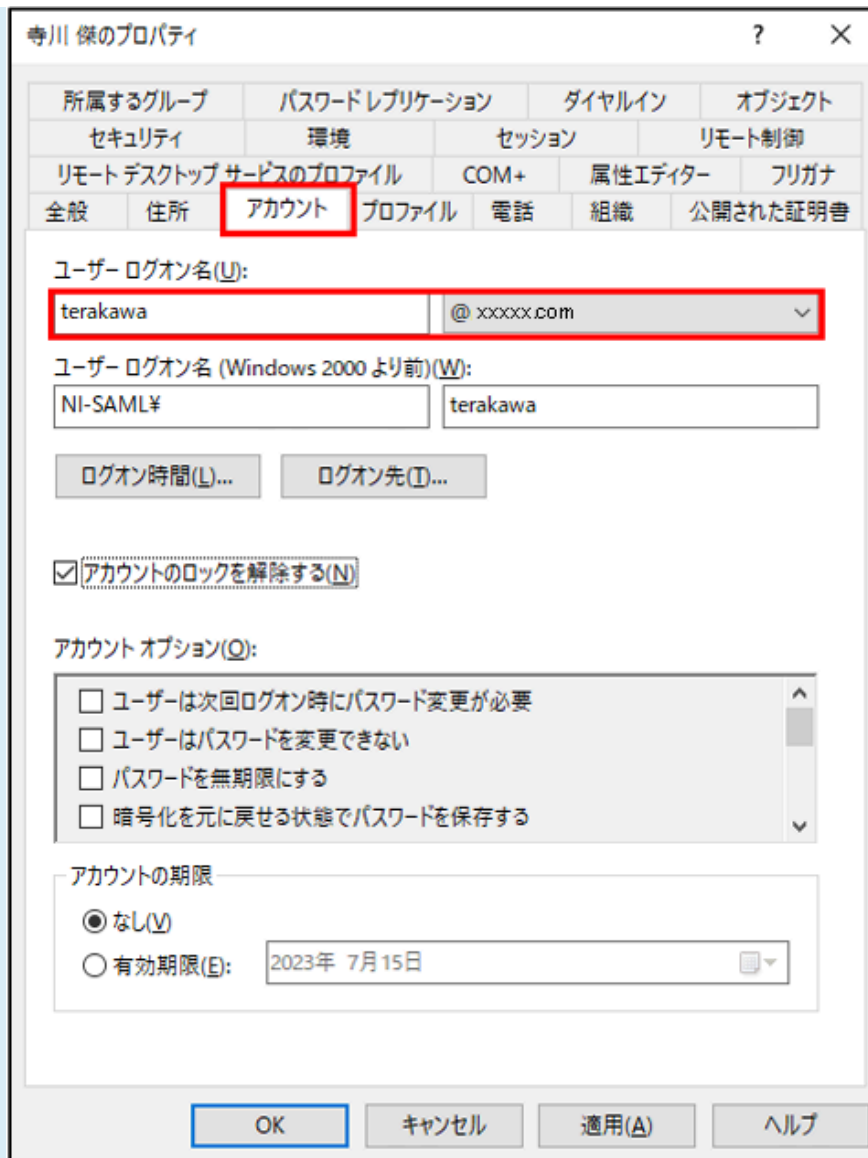 寺川 傑のプロパティ ? ×
所属するグループ パスワード レプリケーション ダイヤルイン オブジェクト
セキュリティ 環境 セッション リモート制御
リモート デスクトップ サービスのプロファイル COM+ 属性エディター フリガナ
全般 住所 アカウント プロファイル 電話 組織 公開された証明書
ユーザー ログオン名(U):
terakawa @ xxxxx.com
ユーザー ログオン名 (Windows 2000 より前)(W):
NI-SAML¥ terakawa
ログオン時間(L)... ログオン先(T)...
アカウントのロックを解除する(N)
アカウント オプション(O):
ユーザーは次回ログオン時にパスワード変更が必要
ユーザーはパスワードを変更できない
パスワードを無期限にする
暗号化を元に戻せる状態でパスワードを保存する
アカウントの期限
なし(V)
有効期限(E): 2023年 7月15日
OK キャンセル 適用(A) ヘルプ